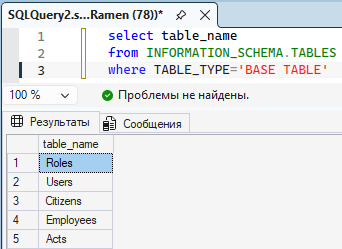 SQLQuery2.s...Ramen (78))*
1 select table_name
2 from INFORMATION_SCHEMA.TABLES
3 where TABLE_TYPE='BASE TABLE'
100 % Проблемы не найдены.
Результаты Сообщения
table_name
1 Roles
2 Users
3 Citizens
4 Employees
5 Acts